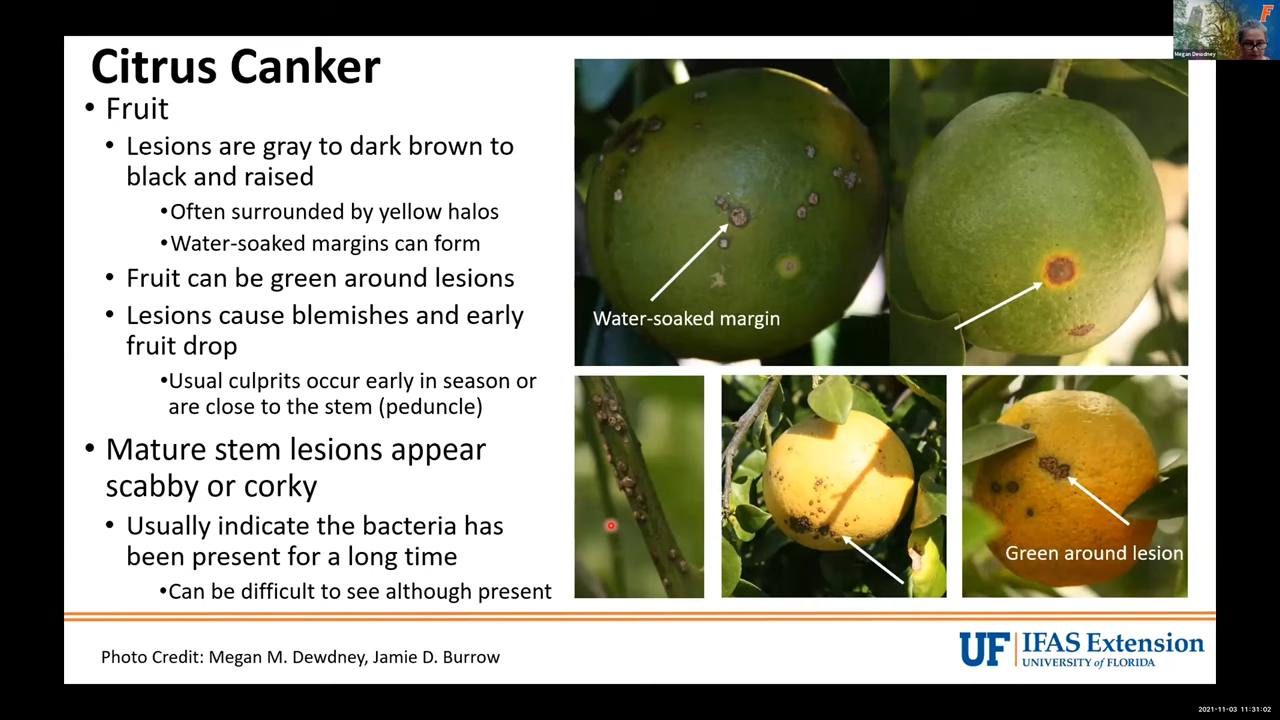 Citrus Canker
• Fruit
• Lesions are gray to dark brown to
black and raised
•Often surrounded by yellow halos
•Water-soaked margins can form
• Fruit can be green around lesions
• Lesions cause blemishes and early
fruit drop
•Usual culprits occur early in season or
are close to the stem (peduncle)
• Mature stem lesions appear
scabby or corky
• Usually indicate the bacteria has
been present for a long time
•Can be difficult to see although present
Water-soaked margin
Green around lesion
Photo Credit: Megan M. Dewdney, Jamie D. Burrow
UF IFAS Extension
UNIVERSITY of FLORIDA
F
Megan Dewdney
2021-11-03 11:31:02